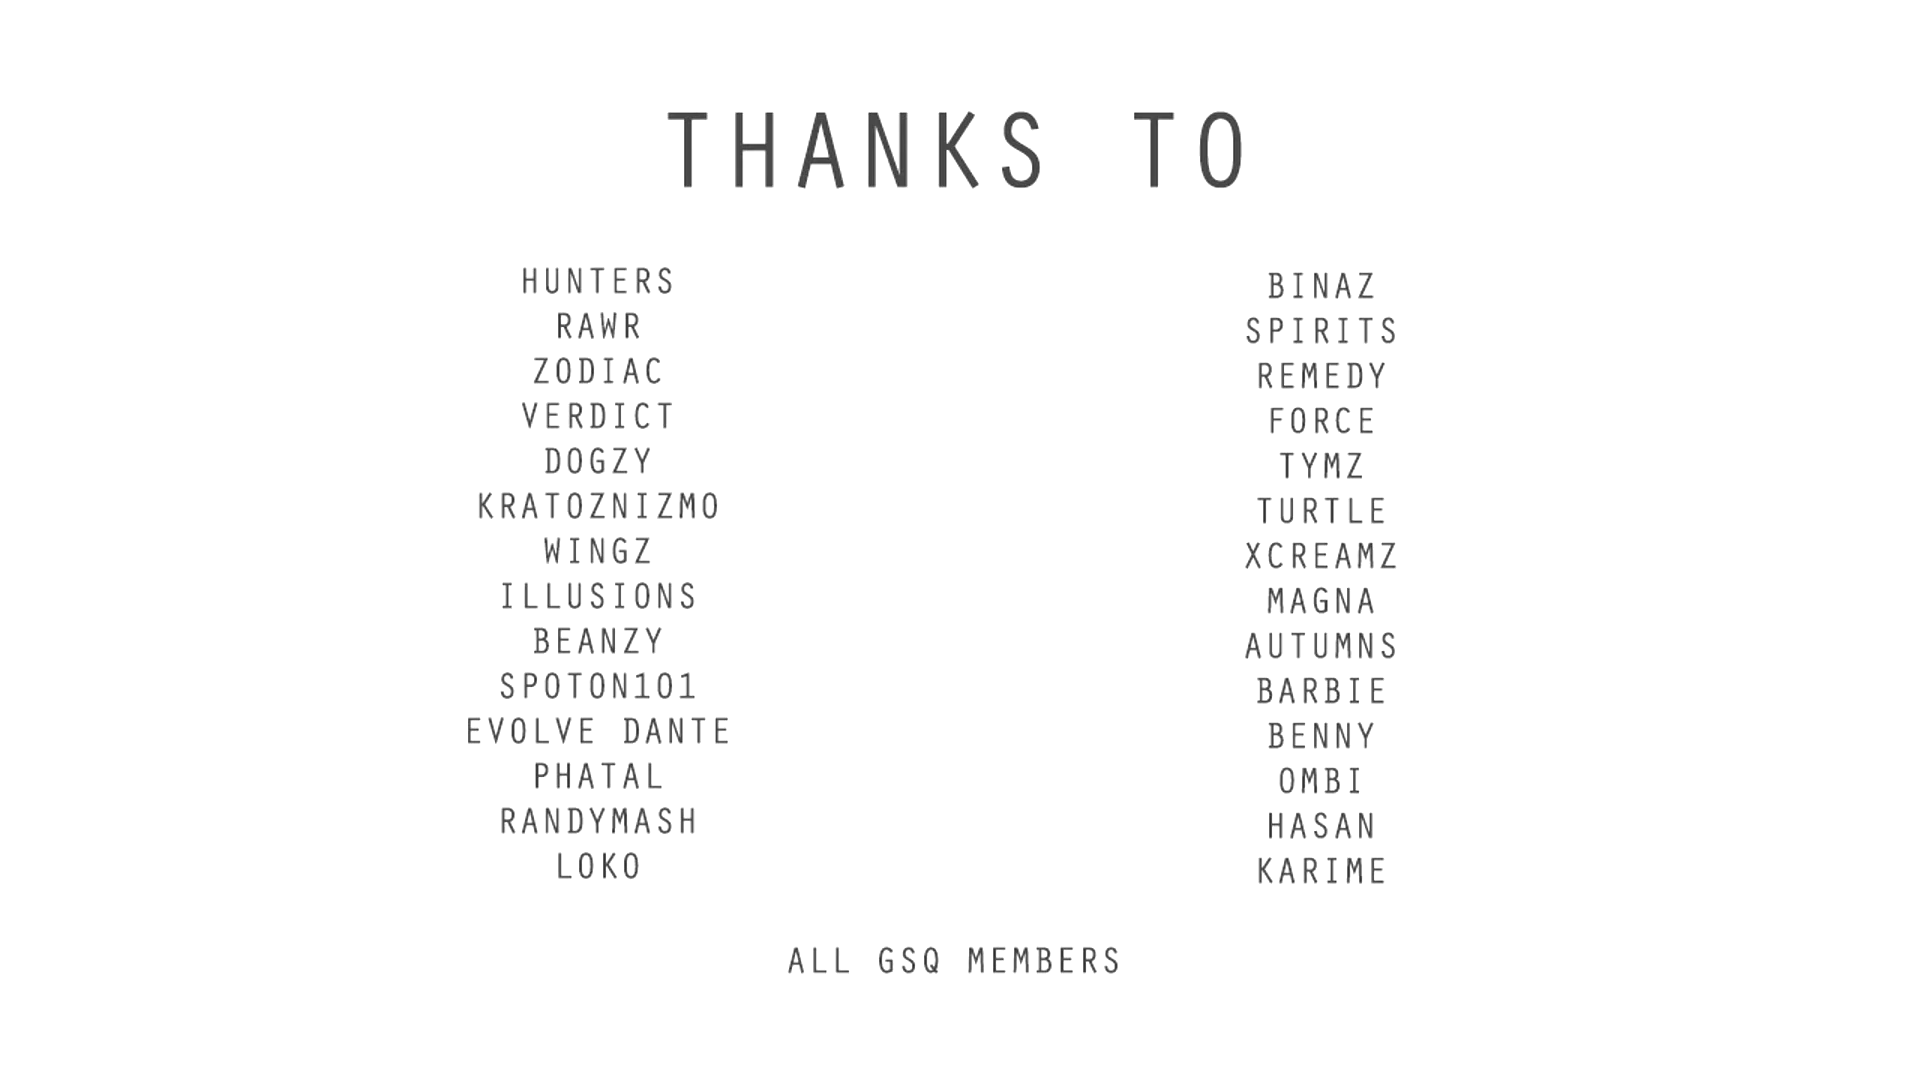 THANKS TO
HUNTERS
RAWR
ZODIAC
VERDICT
DOGZY
KRATOZNIZMO
WINGZ
ILLUSIONS
BEANZY
SPOTON101
EVOLVE DANTE
PHATAL
RANDYMASH
LOKO
BINAZ
SPIRITS
REMEDY
FORCE
TYMZ
TURTLE
XCREAMZ
MAGNA
AUTUMNS
BARBIE
BENNY
OMBI
HASAN
KARIME
ALL GSQ MEMBERS